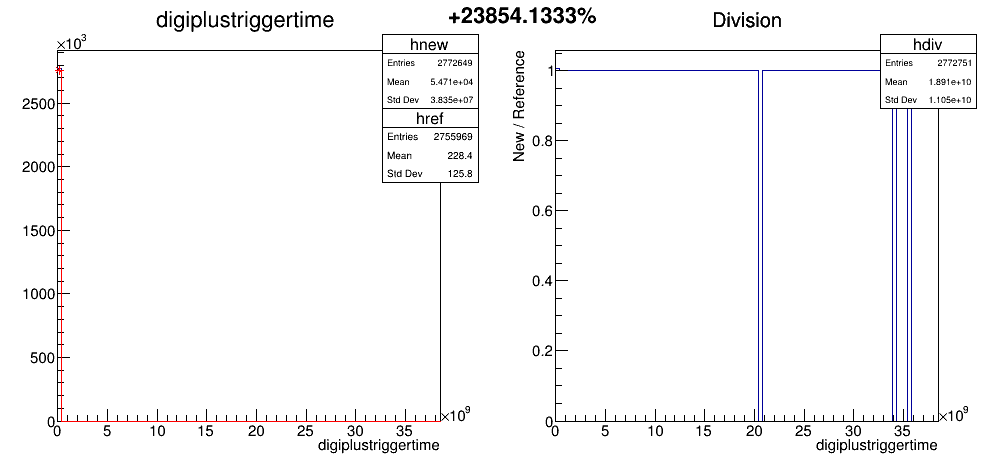 digiplustriggertime
+23854.1333%
Division
×10³
hnew
Entries 2772649
Mean 5.471e+04
Std Dev 3.835e+07
href
Entries 2755969
Mean 228.4
Std Dev 125.8
2500
2000
1500
1000
500
0
0 5 10 15 20 25 30 35
×10⁹
digiplustriggertime
hdiv
Entries 2772751
Mean 1.891e+10
Std Dev 1.105e+10
New / Reference
1
0.8
0.6
0.4
0.2
0
0 5 10 15 20 25 30 35
×10⁹
digiplustriggertime